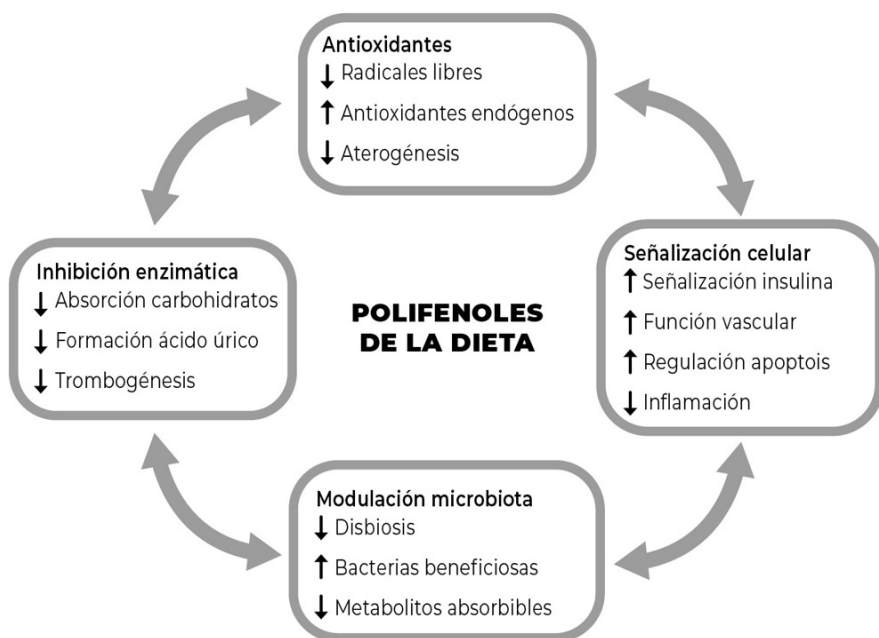 Antioxidantes
↓ Radicales libres
↑ Antioxidantes endógenos
↓ Aterogénesis
Inhibición enzimática
↓ Absorción carbohidratos
↓ Formación ácido úrico
↓ Trombogénesis
POLIFENOLES
DE LA DIETA
Señalización celular
↑ Señalización insulina
↑ Función vascular
↑ Regulación apoptois
↓ Inflamación
Modulación microbiota
↓ Disbiosis
↑ Bacterias beneficiosas
↓ Metabolitos absorbibles